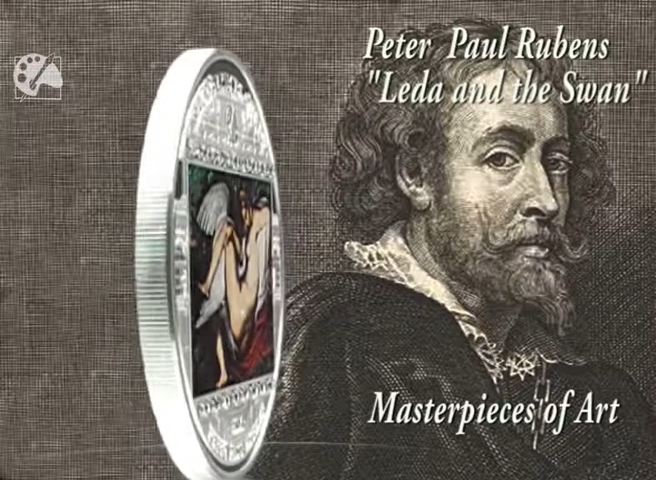 Peter Paul Rubens
"Leda and the Swan"
Masterpieces of Art